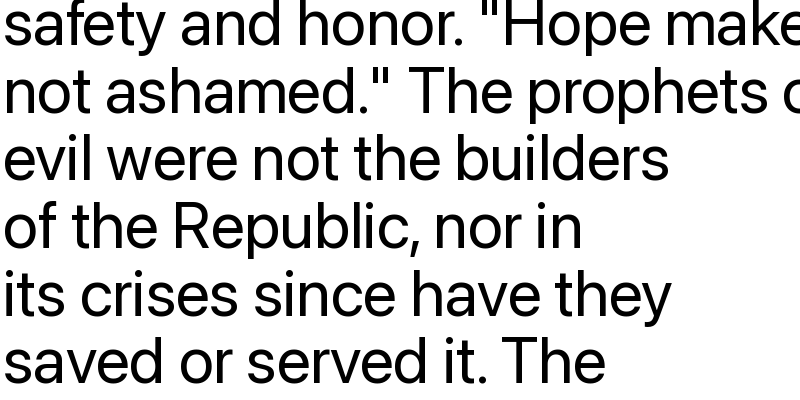 safety and honor. "Hope make
not ashamed." The prophets
evil were not the builders
of the Republic, nor in
its crises since have they
saved or served it. The